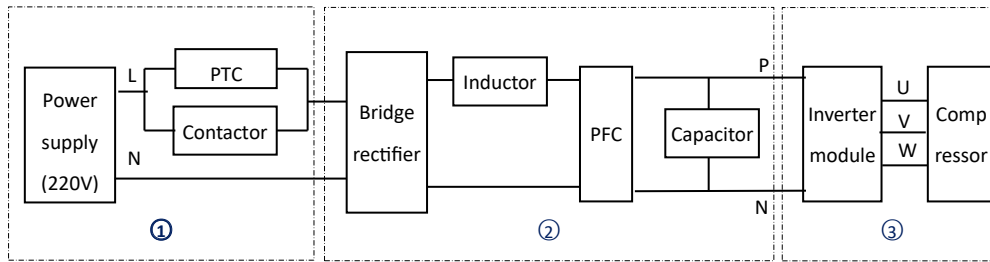 Power
supply
(220V)
L
N
PTC
Contactor
①
Bridge
rectifier
Inductor
PFC
Capacitor
P
N
②
Inverter
module
U
V
W
Comp
ressor
③